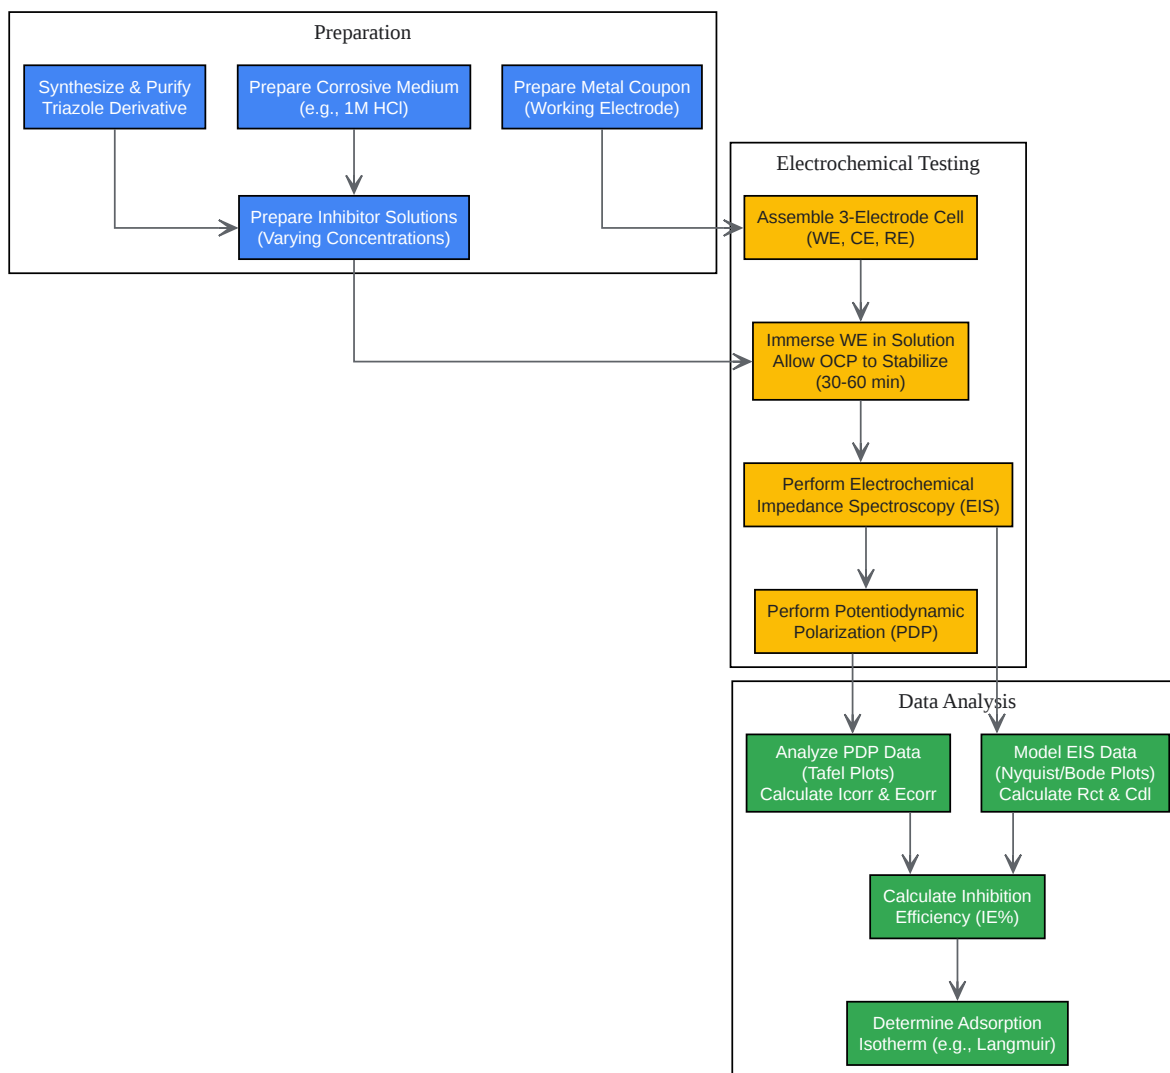 Preparation
Synthesize & Purify
Triazole Derivative
Prepare Corrosive Medium
(e.g., 1M HCl)
Prepare Metal Coupon
(Working Electrode)
Prepare Inhibitor Solutions
(Varying Concentrations)
Electrochemical Testing
Assemble 3-Electrode Cell
(WE, CE, RE)
Immerse WE in Solution
Allow OCP to Stabilize
(30-60 min)
Perform Electrochemical
Impedance Spectroscopy (EIS)
Perform Potentiodynamic
Polarization (PDP)
Data Analysis
Analyze PDP Data
(Tafel Plots)
Calculate Icorr & Ecorr
Model EIS Data
(Nyquist/Bode Plots)
Calculate Rct & Cdl
Calculate Inhibition
Efficiency (IE%)
Determine Adsorption
Isotherm (e.g., Langmuir)